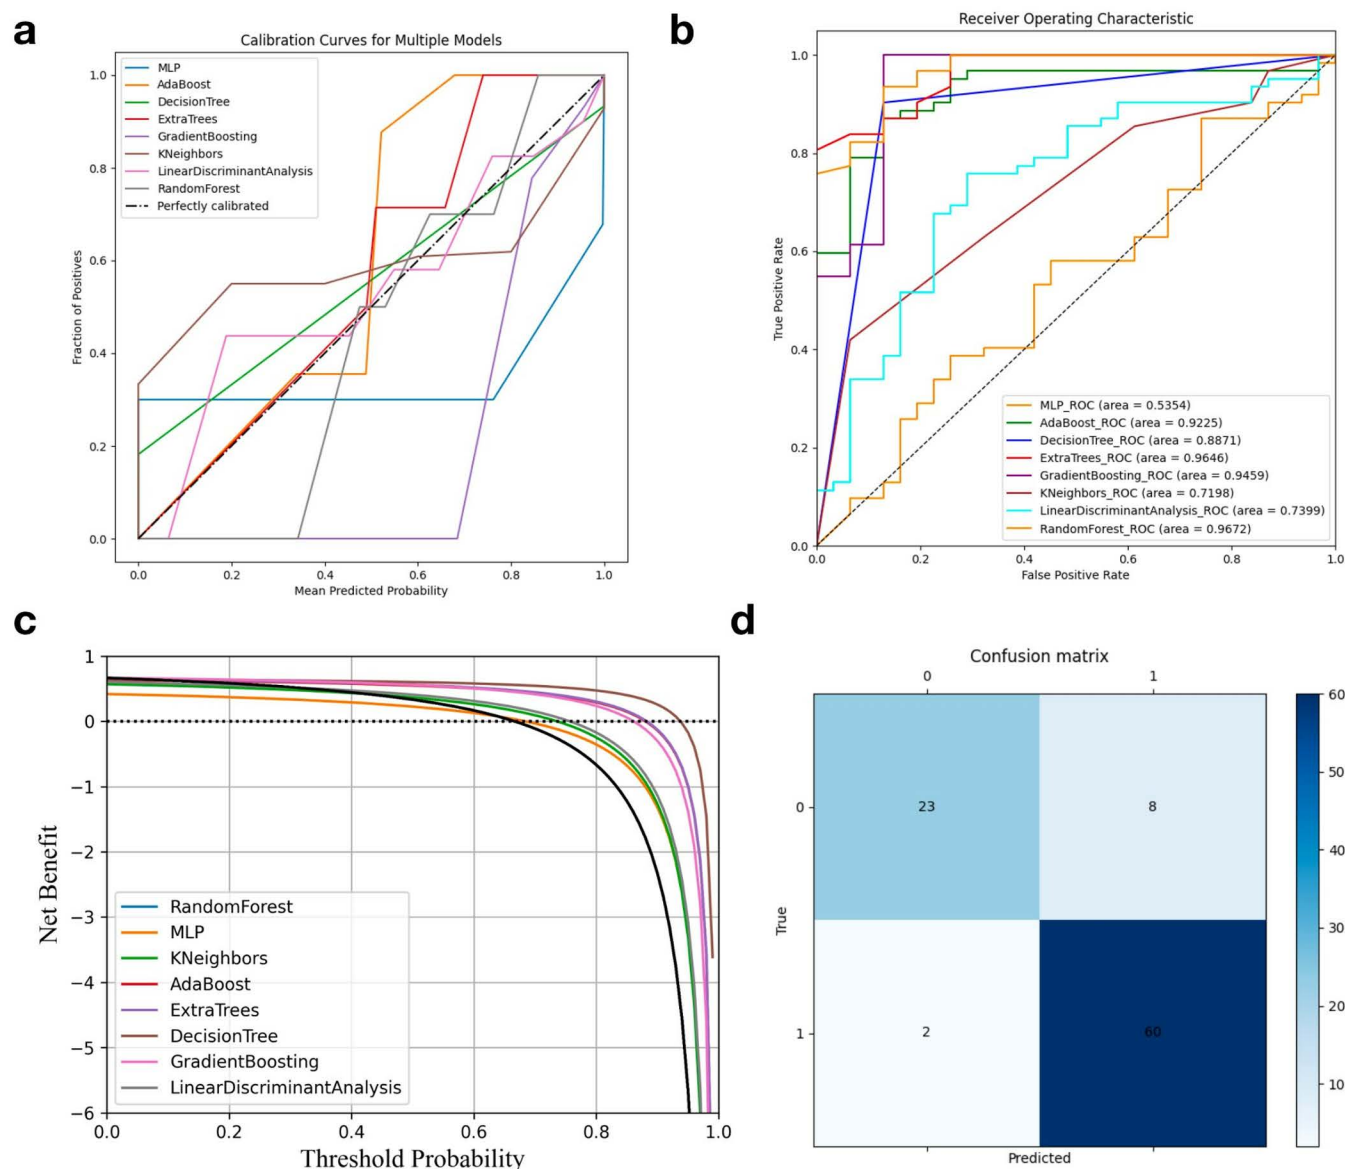 a
Calibration Curves for Multiple Models
MLP
AdaBoost
DecisionTree
ExtraTrees
GradientBoosting
KNeighbors
LinearDiscriminantAnalysis
RandomForest
Perfectly calibrated
Fraction of Positives
1.0
0.8
0.6
0.4
0.2
0.0
0.0 0.2 0.4 0.6 0.8 1.0
Mean Predicted Probability
b
Receiver Operating Characteristic
True Positive Rate
1.0
0.8
0.6
0.4
0.2
0.0
MLP_ROC (area = 0.5354)
AdaBoost_ROC (area = 0.9225)
DecisionTree_ROC (area = 0.8871)
ExtraTrees_ROC (area = 0.9646)
GradientBoosting_ROC (area = 0.9459)
KNeighbors_ROC (area = 0.7198)
LinearDiscriminantAnalysis_ROC (area = 0.7399)
RandomForest_ROC (area = 0.9672)
0.0 0.2 0.4 0.6 0.8 1.0
False Positive Rate
c
Net Benefit
1
0
−1
−2
−3
−4
−5
−6
RandomForest
MLP
KNeighbors
AdaBoost
ExtraTrees
DecisionTree
GradientBoosting
LinearDiscriminantAnalysis
0.0 0.2 0.4 0.6 0.8 1.0
Threshold Probability
d
Confusion matrix
0 1
True
0 23 8
1 2 60
Predicted
60
50
40
30
20
10